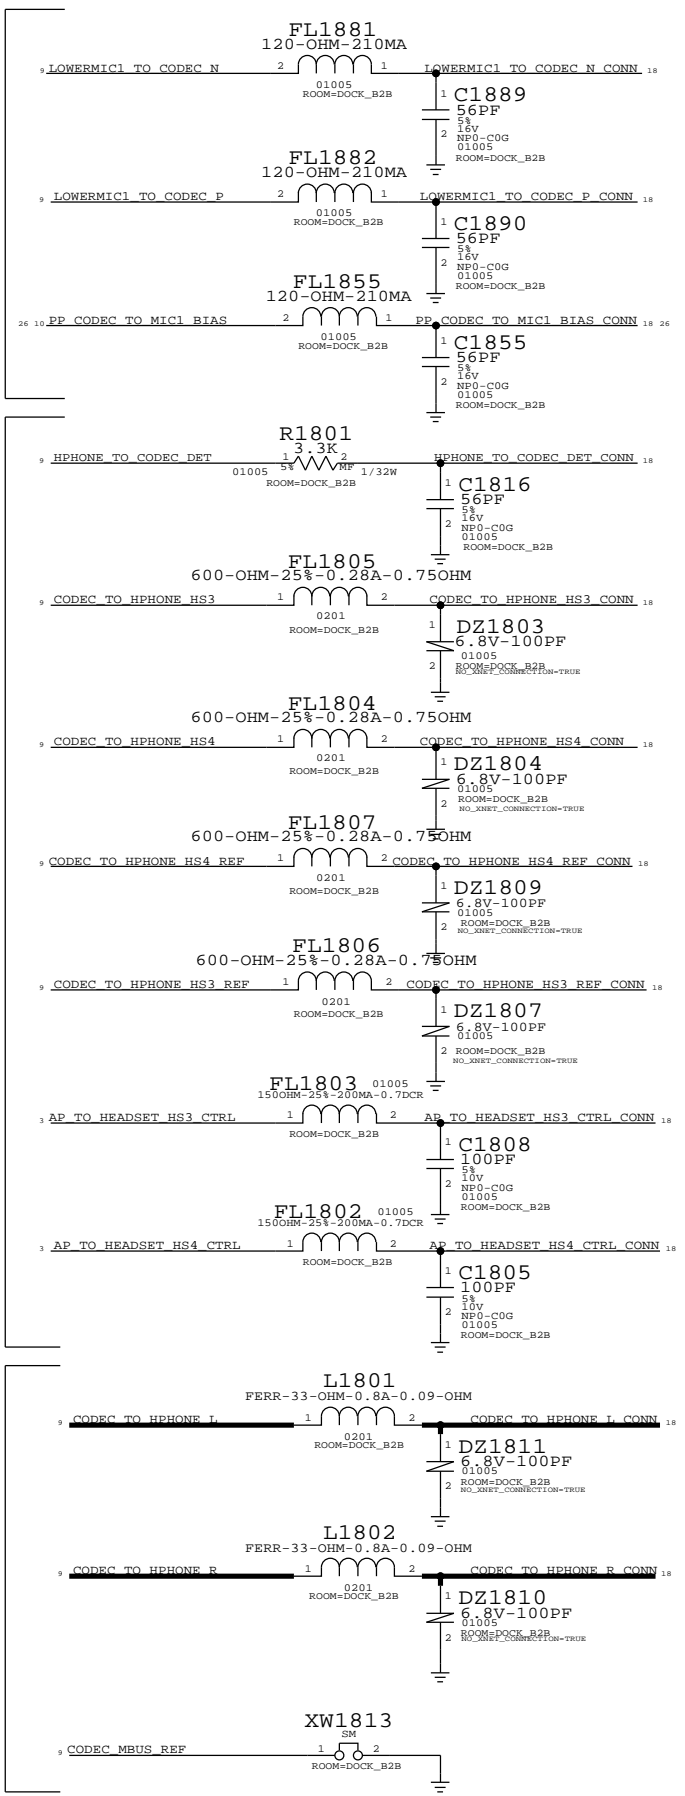 FL1881
120-OHM-210MA
9 LOWERMIC1_TO_CODEC_N 2 1 LOWERMIC1_TO_CODEC_N_CONN 18
01005
ROOM=DOCK_B2B
1 C1889
56PF
5%
16V
2 NP0-C0G
01005
ROOM=DOCK_B2B
FL1882
120-OHM-210MA
9 LOWERMIC1_TO_CODEC_P 2 1 LOWERMIC1_TO_CODEC_P_CONN 18
01005
ROOM=DOCK_B2B
1 C1890
56PF
5%
16V
2 NP0-C0G
01005
ROOM=DOCK_B2B
FL1855
120-OHM-210MA
26 10 PP_CODEC_TO_MIC1_BIAS 2 1 PP_CODEC_TO_MIC1_BIAS_CONN 18 26
01005
ROOM=DOCK_B2B
1 C1855
56PF
5%
16V
2 NP0-C0G
01005
ROOM=DOCK_B2B
R1801
3.3K
9 HPHONE_TO_CODEC_DET 1 2 HPHONE_TO_CODEC_DET_CONN 18
01005 5% MF 1/32W
ROOM=DOCK_B2B
1 C1816
56PF
5%
16V
2 NP0-C0G
01005
ROOM=DOCK_B2B
FL1805
600-OHM-25%-0.28A-0.75OHM
9 CODEC_TO_HPHONE_HS3 1 2 CODEC_TO_HPHONE_HS3_CONN 18
0201
ROOM=DOCK_B2B
1 DZ1803
6.8V-100PF
01005
2 ROOM=DOCK_B2B
NO_XNET_CONNECTION=TRUE
FL1804
600-OHM-25%-0.28A-0.75OHM
9 CODEC_TO_HPHONE_HS4 1 2 CODEC_TO_HPHONE_HS4_CONN 18
0201
ROOM=DOCK_B2B
1 DZ1804
6.8V-100PF
01005
2 ROOM=DOCK_B2B
NO_XNET_CONNECTION=TRUE
FL1807
600-OHM-25%-0.28A-0.75OHM
9 CODEC_TO_HPHONE_HS4_REF 1 2 CODEC_TO_HPHONE_HS4_REF_CONN 18
0201
ROOM=DOCK_B2B
1 DZ1809
6.8V-100PF
01005
2 ROOM=DOCK_B2B
NO_XNET_CONNECTION=TRUE
FL1806
600-OHM-25%-0.28A-0.75OHM
9 CODEC_TO_HPHONE_HS3_REF 1 2 CODEC_TO_HPHONE_HS3_REF_CONN 18
0201
ROOM=DOCK_B2B
1 DZ1807
6.8V-100PF
01005
2 ROOM=DOCK_B2B
NO_XNET_CONNECTION=TRUE
FL1803 01005
150OHM-25%-200MA-0.7DCR
3 AP_TO_HEADSET_HS3_CTRL 1 2 AP_TO_HEADSET_HS3_CTRL_CONN 18
ROOM=DOCK_B2B
1 C1808
100PF
5%
10V
2 NP0-C0G
01005
ROOM=DOCK_B2B
FL1802 01005
150OHM-25%-200MA-0.7DCR
3 AP_TO_HEADSET_HS4_CTRL 1 2 AP_TO_HEADSET_HS4_CTRL_CONN 18
ROOM=DOCK_B2B
1 C1805
100PF
5%
10V
2 NP0-C0G
01005
ROOM=DOCK_B2B
L1801
FERR-33-OHM-0.8A-0.09-OHM
9 CODEC_TO_HPHONE_L 1 2 CODEC_TO_HPHONE_L_CONN 18
0201
ROOM=DOCK_B2B
1 DZ1811
6.8V-100PF
01005
2 ROOM=DOCK_B2B
NO_XNET_CONNECTION=TRUE
L1802
FERR-33-OHM-0.8A-0.09-OHM
9 CODEC_TO_HPHONE_R 1 2 CODEC_TO_HPHONE_R_CONN 18
0201
ROOM=DOCK_B2B
1 DZ1810
6.8V-100PF
01005
2 ROOM=DOCK_B2B
NO_XNET_CONNECTION=TRUE
XW1813
SM
9 CODEC_MBUS_REF 1 2
ROOM=DOCK_B2B